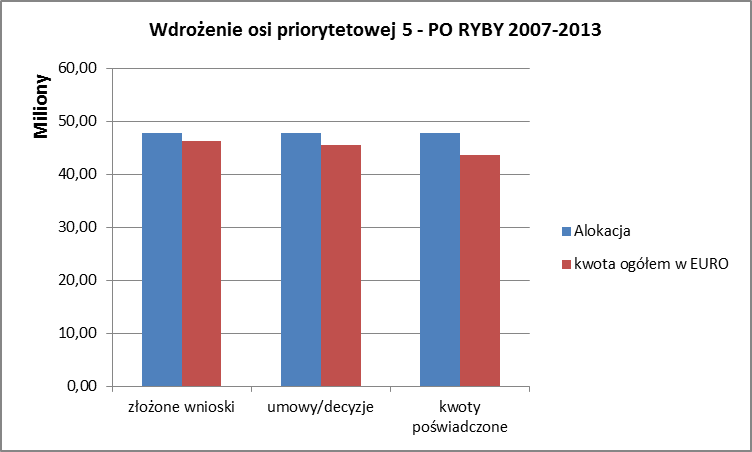 Wdrożenie osi priorytetowej 5 - PO RYBY 2007-2013
Miliony
60,00
50,00
40,00
30,00
20,00
10,00
0,00
złożone wnioski
umowy/decyzje
kwoty
poświadczone
Alokacja
kwota ogółem w EURO